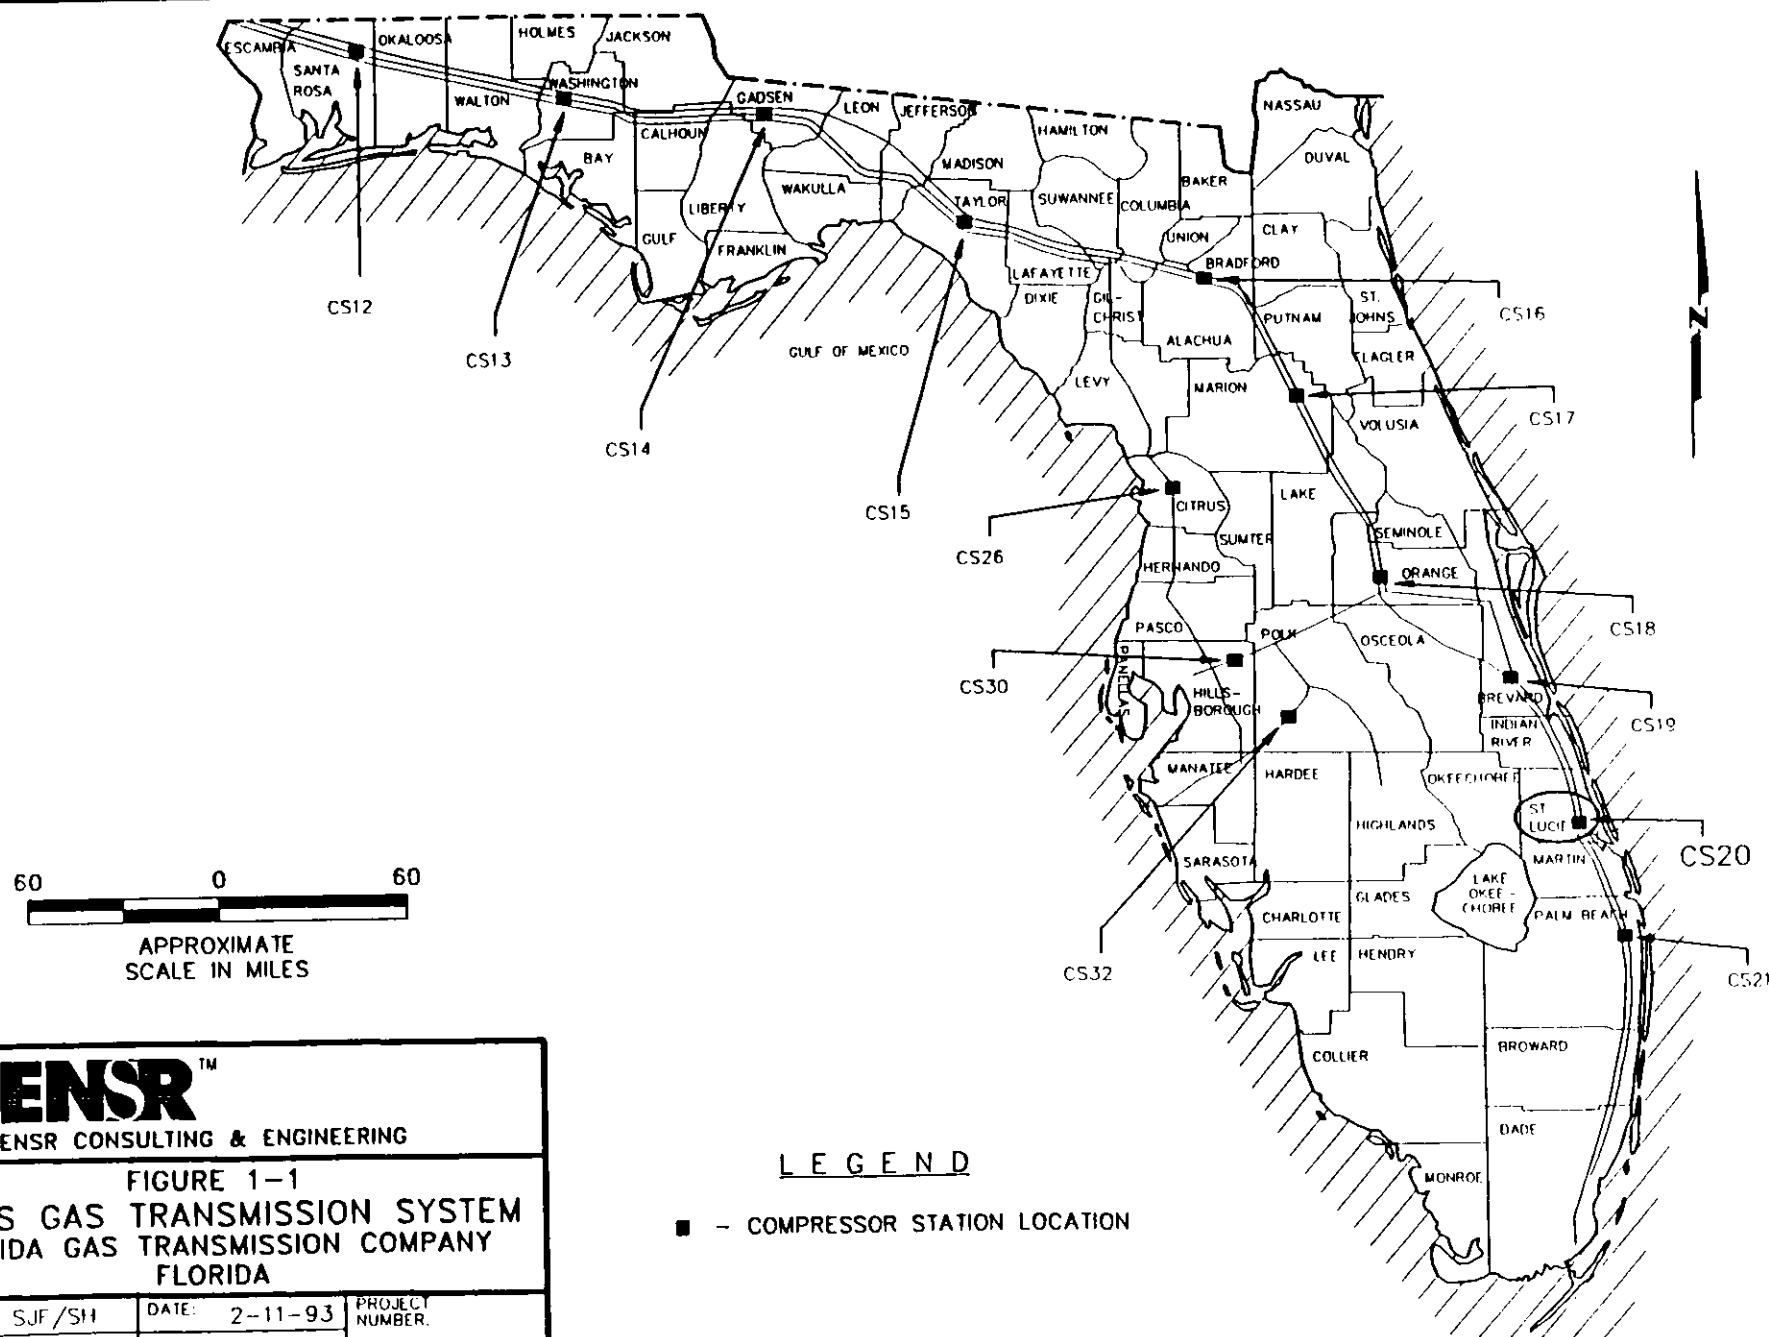 ESCAMBIA
OKALOOSA
HOLMES
JACKSON
SANTA
ROSA
WALTON
WASHINGTON
GADSEN
LEON
JEFFERSON
NASSAU
HAMILTON
CALHOUN
BAY
MADISON
DUVAL
WAKULLA
BAKER
LIBERTY
TAYLOR
SUWANNEE
COLUMBIA
GULF
FRANKLIN
UNION
CLAY
BRADFORD
LAFAYETTE
DIXIE
GIL-
CHRIST
ST.
JOHNS
PUTNAM
CS12
CS13
CS14
CS15
CS16
GULF OF MEXICO
ALACHUA
FLAGLER
LEVY
MARION
CS17
VOLUSIA
N
CS26
CITRUS
LAKE
SUMTER
SEMINOLE
HERNANDO
ORANGE
CS18
PASCO
POLK
OSCEOLA
CS30
PANELLAS
HILLS-
BOROUGH
BREVARD
CS19
INDIAN
RIVER
MANATEE
HARDEE
OKEECHOBEE
ST
LUCIE
HIGHLANDS
CS20
SARASOTA
MARTIN
LAKE
OKEE-
CHOBEE
GLADES
CHARLOTTE
PALM BEACH
LEE
HENDRY
CS32
CS21
COLLIER
BROWARD
DADE
MONROE
60 0 60
APPROXIMATE
SCALE IN MILES
ENSR™
ENSR CONSULTING & ENGINEERING
FIGURE 1-1
S GAS TRANSMISSION SYSTEM
IDA GAS TRANSMISSION COMPANY
FLORIDA
SJF/SH DATE: 2-11-93 PROJECT
NUMBER.
LEGEND
■ - COMPRESSOR STATION LOCATION